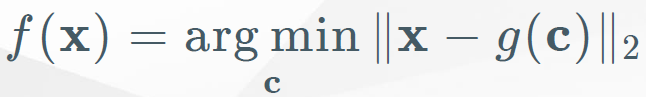 f(x) = arg min ‖x − g(c)‖₂
c